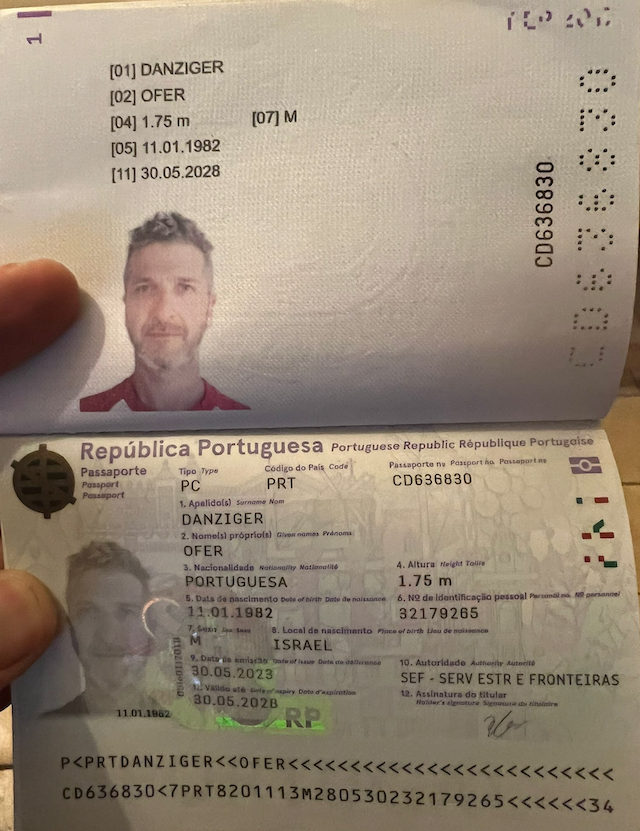 1
[01] DANZIGER
[02] OFER
[04] 1.75 m [07] M
[05] 11.01.1982
[11] 30.05.2028
CD636830
CD636830
República Portuguesa Portuguese Republic République Portugaise
Passaporte
Passport
Passeport
Tipo Type
Código do País Code
Passaporte nº Passport no. Passeport nº
PC PRT CD636830
1. Apelido(s) Surname Nom
DANZIGER
2. Nome(s) próprio(s) Given names Prénoms
OFER
3. Nacionalidade Nationality Nationalité
4. Altura Height Taille
PORTUGUESA 1.75 m
5. Data de nascimento Date of birth Date de naissance
6. Nº de identificação pessoal Personal no. Nº personnel
11.01.1982 32179265
7. Sexo Sex Sexe
8. Local de nascimento Place of birth Lieu de naissance
M ISRAEL
9. Data de emissão Date of issue Date de délivrance
10. Autoridade Authority Autorité
30.05.2023 SEF - SERV ESTR E FRONTEIRAS
11. Válido até Date of expiry Date d'expiration
12. Assinatura do titular
Holder's signature Signature du titulaire
30.05.2028
RP
11.01.1982
PRT
P<PRTDANZIGER<<OFER<<<<<<<<<<<<<<<<<<<<<<<<<
CD636830<7PRT8201113M280530232179265<<<<<<34